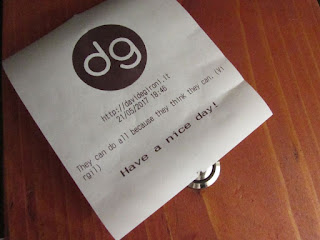 dg
http://davidegironi.it
21/05/2017 18:46
They can do all because they think they can. (Vi
rgil)
Have a nice day!